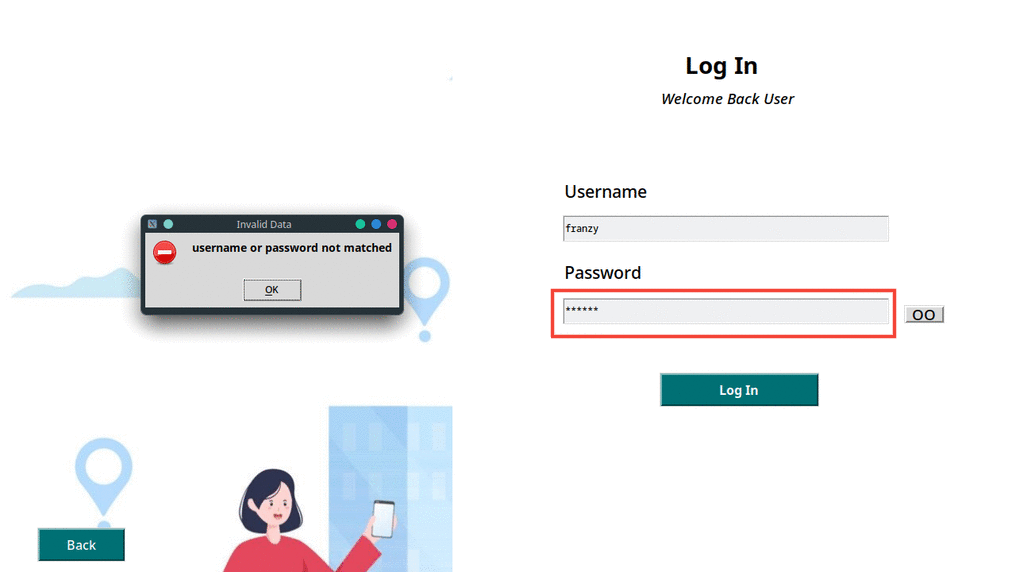 Log In
Welcome Back User
Username
franzy
Password
******
OO
Log In
Invalid Data
username or password not matched
OK
Back